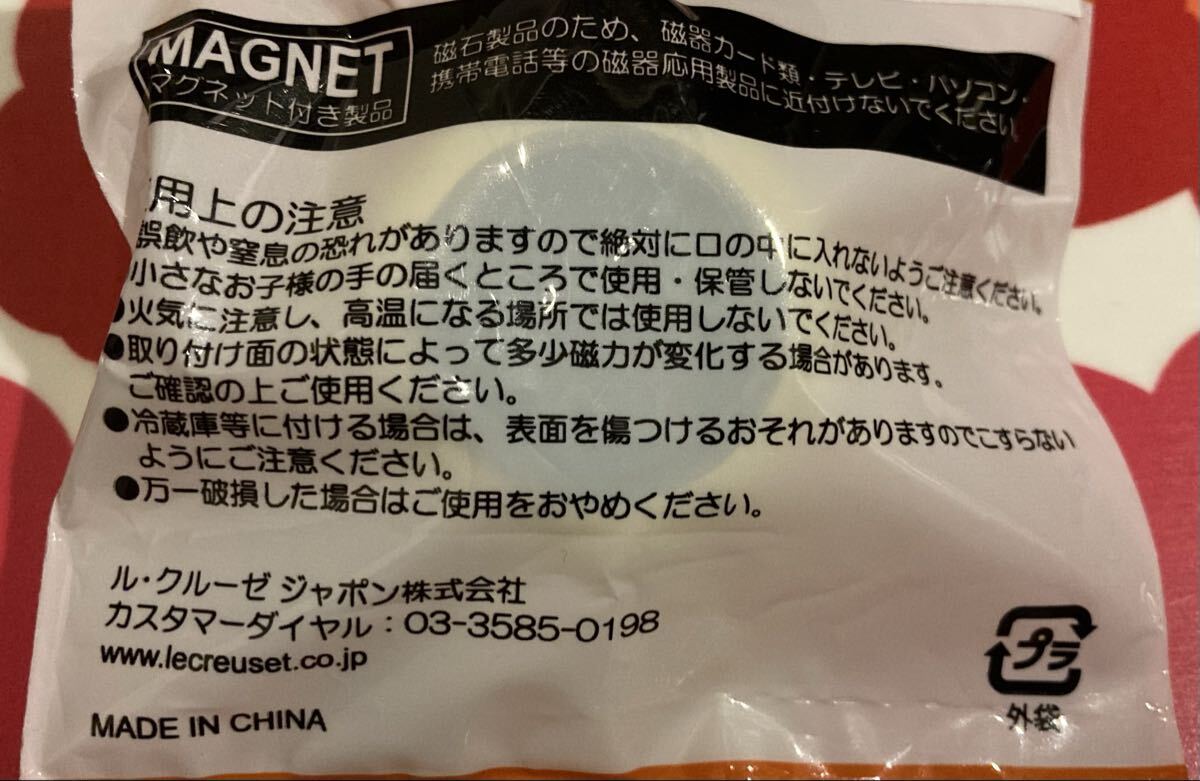 MAGNET
マグネット付き製品
磁石製品のため、磁器カード類・テレビ・パソコン・
携帯電話等の磁器応用製品に近付けないでください
用上の注意
誤飲や窒息の恐れがありますので絶対に口の中に入れないようご注意ください。
小さなお子様の手の届くところで使用・保管しないでください。
●火気に注意し、高温になる場所では使用しないでください。
●取り付け面の状態によって多少磁力が変化する場合があります。
ご確認の上ご使用ください。
●冷蔵庫等に付ける場合は、表面を傷つけるおそれがありますのでこすらない
ようにご注意ください。
●万一破損した場合はご使用をおやめください。
ル・クルーゼ ジャポン株式会社
カスタマーダイヤル：03-3585-0198
www.lecreuset.co.jp
MADE IN CHINA
プラ
外袋